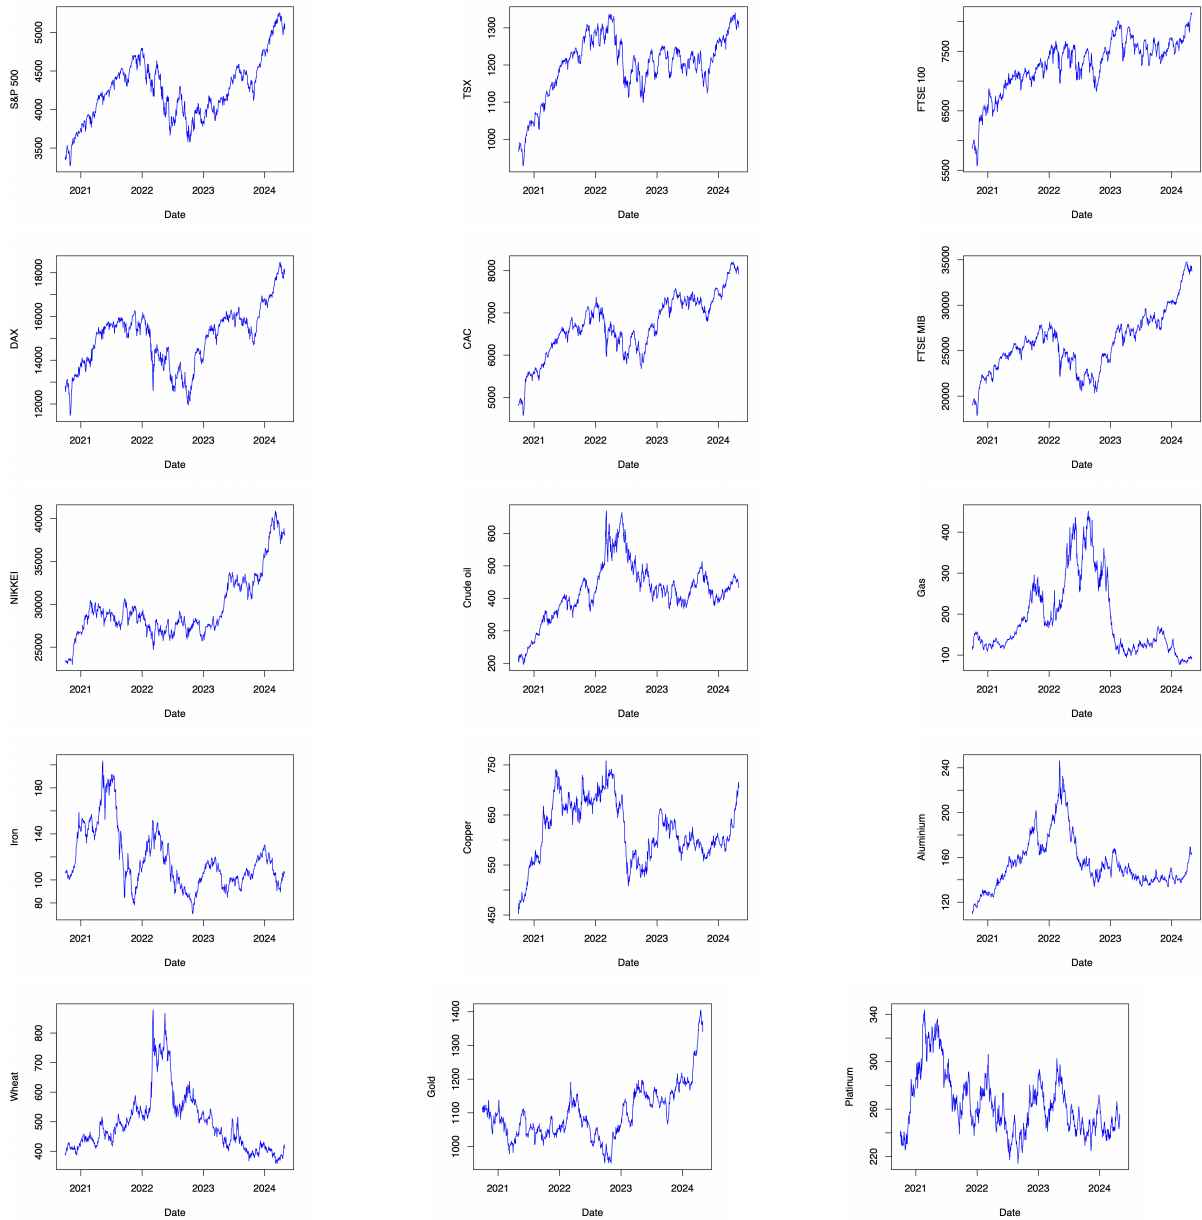 S&P 500
3500 4000 4500 5000
2021 2022 2023 2024
Date
TSX
1000 1100 1200 1300
2021 2022 2023 2024
Date
FTSE 100
5500 6500 7500
2021 2022 2023 2024
Date
DAX
12000 14000 16000 18000
2021 2022 2023 2024
Date
CAC
5000 6000 7000 8000
2021 2022 2023 2024
Date
FTSE MIB
20000 25000 30000 35000
2021 2022 2023 2024
Date
NIKKEI
25000 30000 35000 40000
2021 2022 2023 2024
Date
Crude oil
200 300 400 500 600
2021 2022 2023 2024
Date
Gas
100 200 300 400
2021 2022 2023 2024
Date
Iron
80 100 140 180
2021 2022 2023 2024
Date
Copper
450 550 650 750
2021 2022 2023 2024
Date
Aluminium
120 160 200 240
2021 2022 2023 2024
Date
Wheat
400 500 600 700 800
2021 2022 2023 2024
Date
Gold
1000 1100 1200 1300 1400
2021 2022 2023 2024
Date
Platinum
220 260 300 340
2021 2022 2023 2024
Date